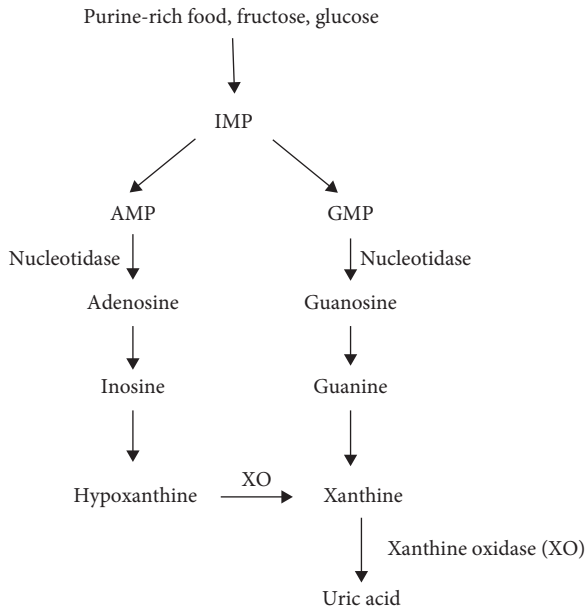 Purine-rich food, fructose, glucose
IMP
AMP
GMP
Nucleotidase
Nucleotidase
Adenosine
Guanosine
Inosine
Guanine
XO
Hypoxanthine
Xanthine
Xanthine oxidase (XO)
Uric acid